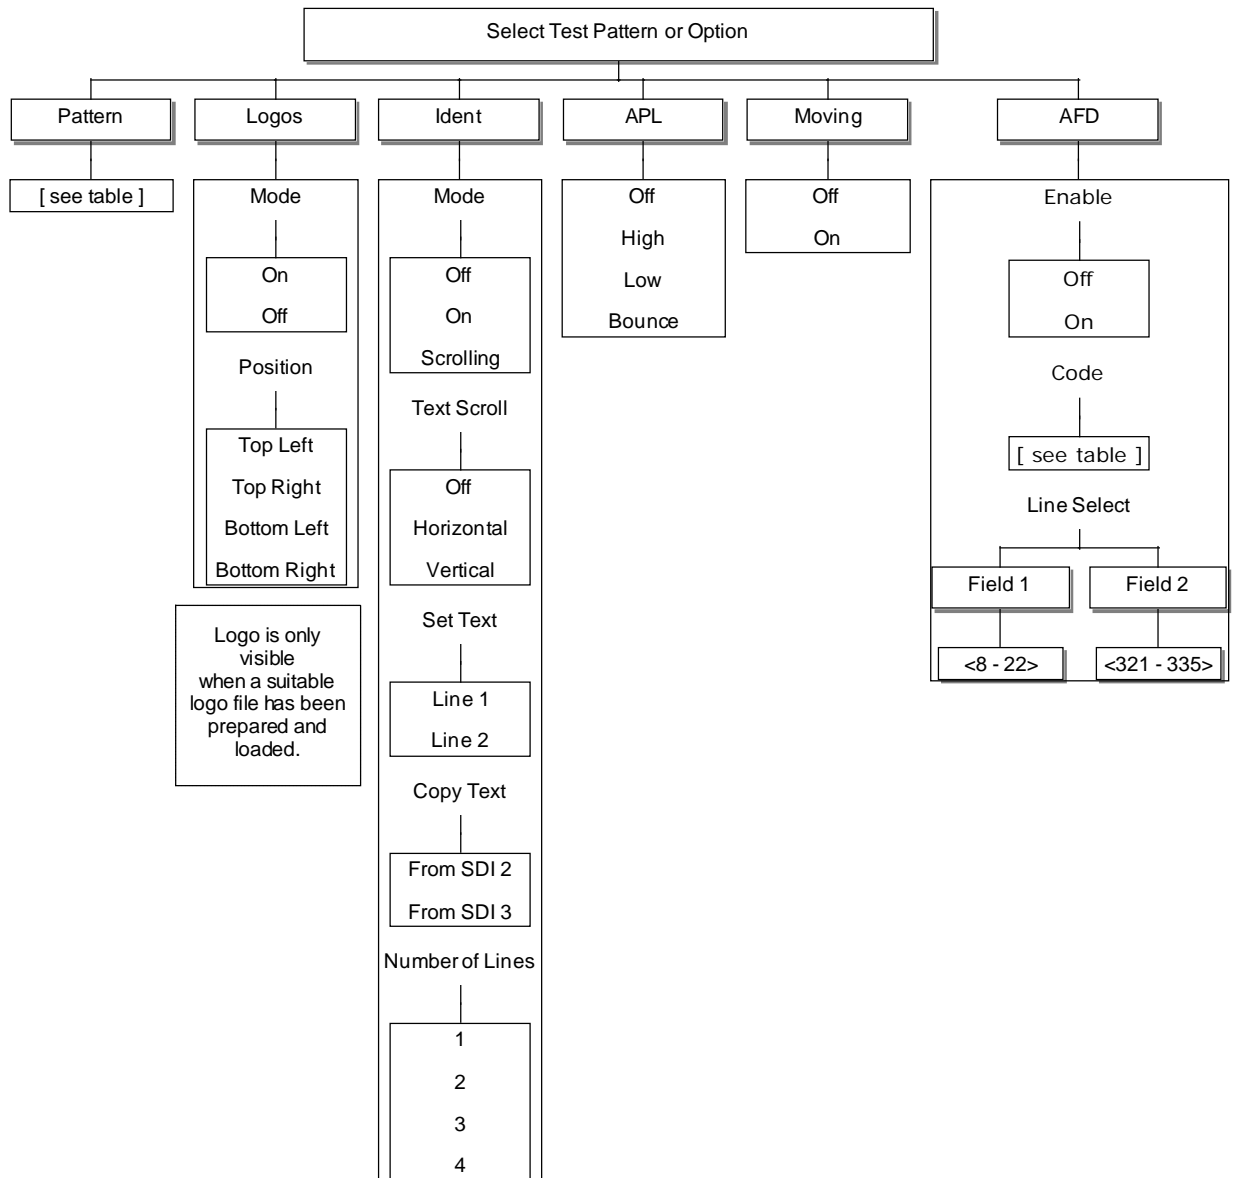 Select Test Pattern or Option
Pattern
Logos
Ident
APL
Moving
AFD
[ see table ]
Mode
On
Off
Position
Top Left
Top Right
Bottom Left
Bottom Right
Logo is only
visible
when a suitable
logo file has been
prepared and
loaded.
Mode
Off
On
Scrolling
Text Scroll
Off
Horizontal
Vertical
Set Text
Line 1
Line 2
Copy Text
From SDI 2
From SDI 3
Number of Lines
1
2
3
4
Off
High
Low
Bounce
Off
On
Enable
Off
On
Code
[ see table ]
Line Select
Field 1
Field 2
<8 - 22>
<321 - 335>